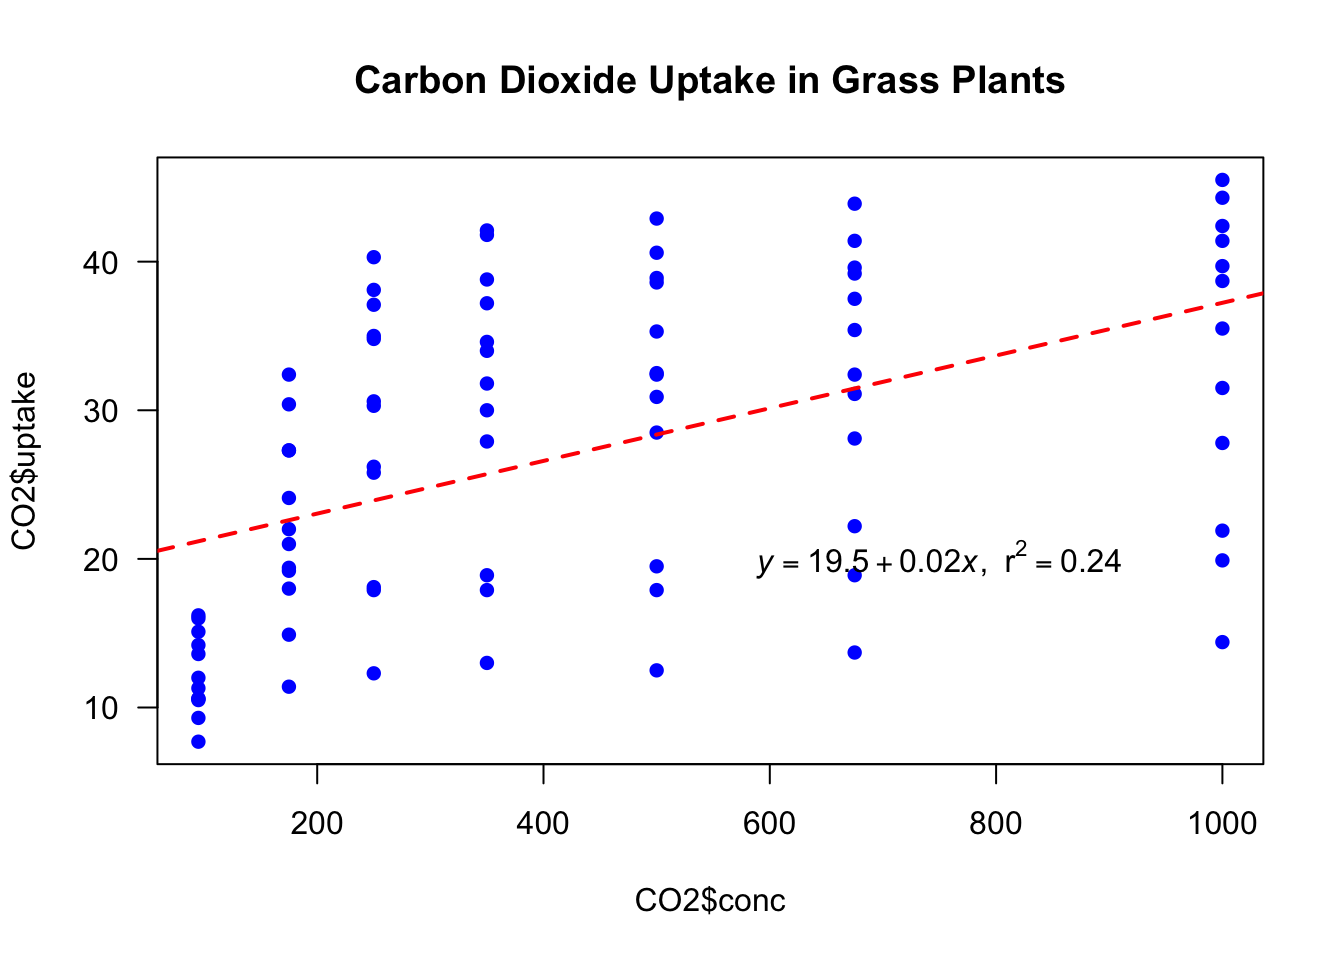 Carbon Dioxide Uptake in Grass Plants
CO2$uptake
40
30
20
10
y = 19.5 + 0.02x, r² = 0.24
200 400 600 800 1000
CO2$conc